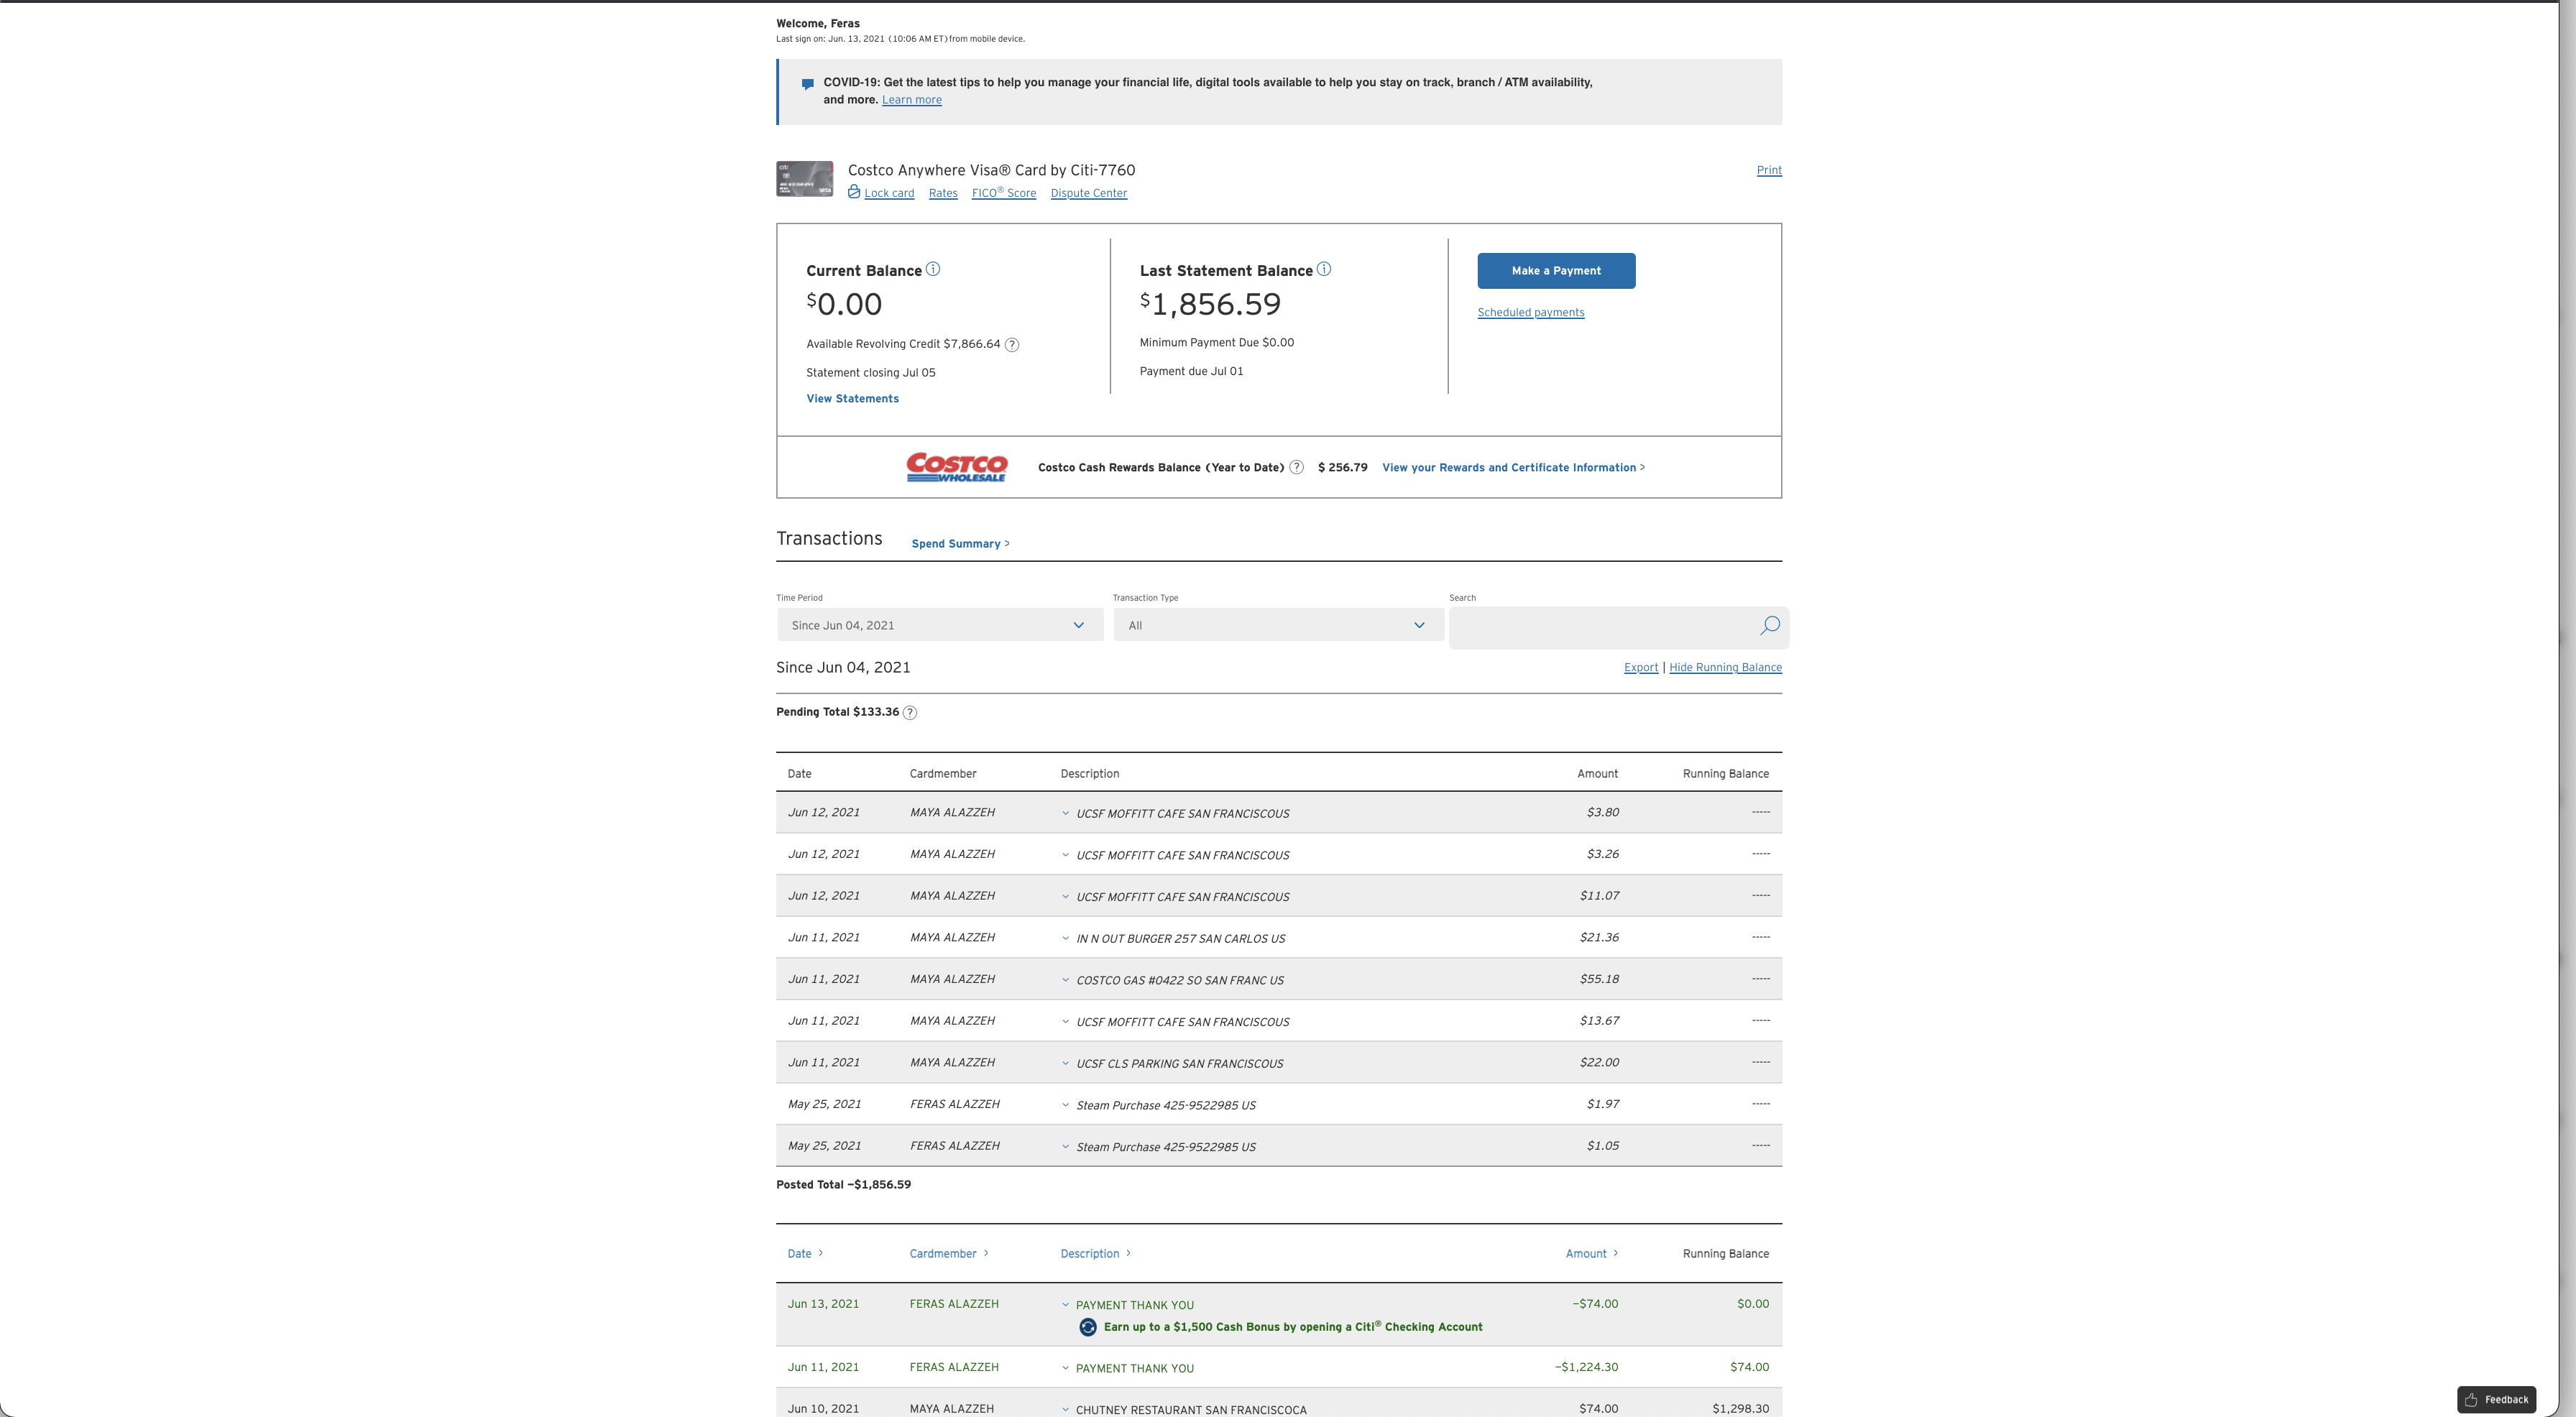 Welcome, Feras
Last sign on: Jun. 13, 2021 (10:06 AM ET) from mobile device.
COVID-19: Get the latest tips to help you manage your financial life, digital tools available to help you stay on track, branch / ATM availability,
and more. Learn more
Costco Anywhere Visa® Card by Citi-7760
Print
Lock card Rates FICO® Score Dispute Center
Current Balance
$0.00
Available Revolving Credit $7,866.64 ?
Statement closing Jul 05
View Statements
Last Statement Balance
$1,856.59
Minimum Payment Due $0.00
Payment due Jul 01
Make a Payment
Scheduled payments
COSTCO
WHOLESALE
Costco Cash Rewards Balance (Year to Date) ? $ 256.79 View your Rewards and Certificate Information >
Transactions Spend Summary >
Time Period Transaction Type Search
Since Jun 04, 2021 All
Since Jun 04, 2021 Export | Hide Running Balance
Pending Total $133.36 ?
Date Cardmember Description Amount Running Balance
Jun 12, 2021 MAYA ALAZZEH UCSF MOFFITT CAFE SAN FRANCISCOUS $3.80 -----
Jun 12, 2021 MAYA ALAZZEH UCSF MOFFITT CAFE SAN FRANCISCOUS $3.26 -----
Jun 12, 2021 MAYA ALAZZEH UCSF MOFFITT CAFE SAN FRANCISCOUS $11.07 -----
Jun 11, 2021 MAYA ALAZZEH IN N OUT BURGER 257 SAN CARLOS US $21.36 -----
Jun 11, 2021 MAYA ALAZZEH COSTCO GAS #0422 SO SAN FRANC US $55.18 -----
Jun 11, 2021 MAYA ALAZZEH UCSF MOFFITT CAFE SAN FRANCISCOUS $13.67 -----
Jun 11, 2021 MAYA ALAZZEH UCSF CLS PARKING SAN FRANCISCOUS $22.00 -----
May 25, 2021 FERAS ALAZZEH Steam Purchase 425-9522985 US $1.97 -----
May 25, 2021 FERAS ALAZZEH Steam Purchase 425-9522985 US $1.05 -----
Posted Total –$1,856.59
Date > Cardmember > Description > Amount > Running Balance
Jun 13, 2021 FERAS ALAZZEH PAYMENT THANK YOU –$74.00 $0.00
Earn up to a $1,500 Cash Bonus by opening a Citi® Checking Account
Jun 11, 2021 FERAS ALAZZEH PAYMENT THANK YOU –$1,224.30 $74.00
Jun 10, 2021 MAYA ALAZZEH CHUTNEY RESTAURANT SAN FRANCISCOCA $74.00 $1,298.30
Feedback